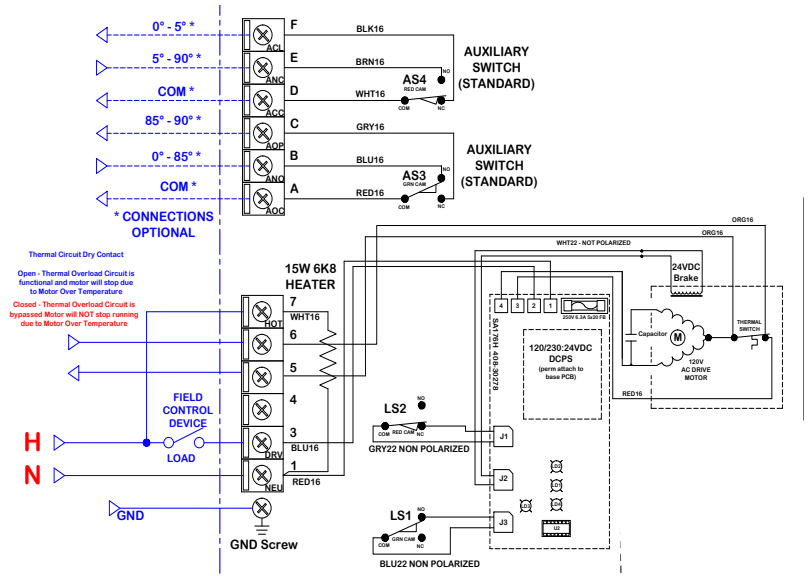 0° - 5° *
F
ACL
BLK16
5° - 90° *
E
ANC
BRN16
NO
AS4
RED CAM
COM
NC
AUXILIARY
SWITCH
(STANDARD)
COM *
D
ACC
WHT16
85° - 90° *
C
AOP
GRY16
0° - 85° *
B
ANO
BLU16
NO
AS3
GRN CAM
COM
NC
AUXILIARY
SWITCH
(STANDARD)
COM *
A
AOC
RED16
* CONNECTIONS
OPTIONAL
Thermal Circuit Dry Contact
Open - Thermal Overload Circuit is
functional and motor will stop due
to Motor Over Temperature
Closed - Thermal Overload Circuit is
bypassed Motor will NOT stop running
due to Motor Over Temperature
15W 6K8
HEATER
7
HOT
WHT16
6
5
4
3
DRV
BLU16
1
NEU
RED16
FIELD
CONTROL
DEVICE
LOAD
H
N
GND
GND Screw
ORG16
ORG16
WHT22 - NOT POLARIZED
24VDC
Brake
4
3
2
1
250V 6.3A 5x20 FB
SA176H 408-30278
120/230:24VDC
DCPS
(perm attach to
base PCB)
Capacitor
M
THERMAL
SWITCH
120V
AC DRIVE
MOTOR
RED16
LS2
NO
COM
RED CAM
NC
GRY22 NON POLARIZED
J1
J2
J3
LD2
LD1
LD3
LD4
U2
LS1
NO
COM
GRN CAM
NC
BLU22 NON POLARIZED